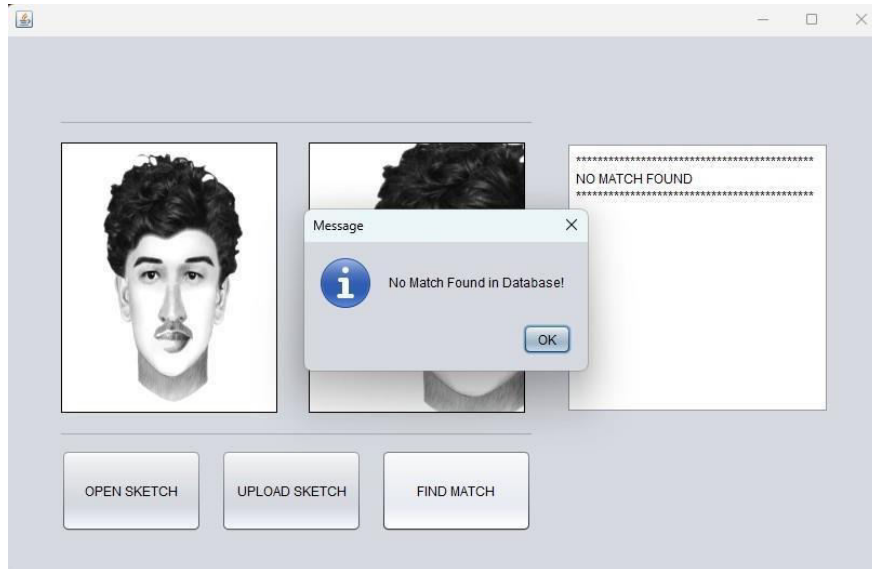 ********************************************
NO MATCH FOUND
********************************************
Message
No Match Found in Database!
OK
OPEN SKETCH
UPLOAD SKETCH
FIND MATCH